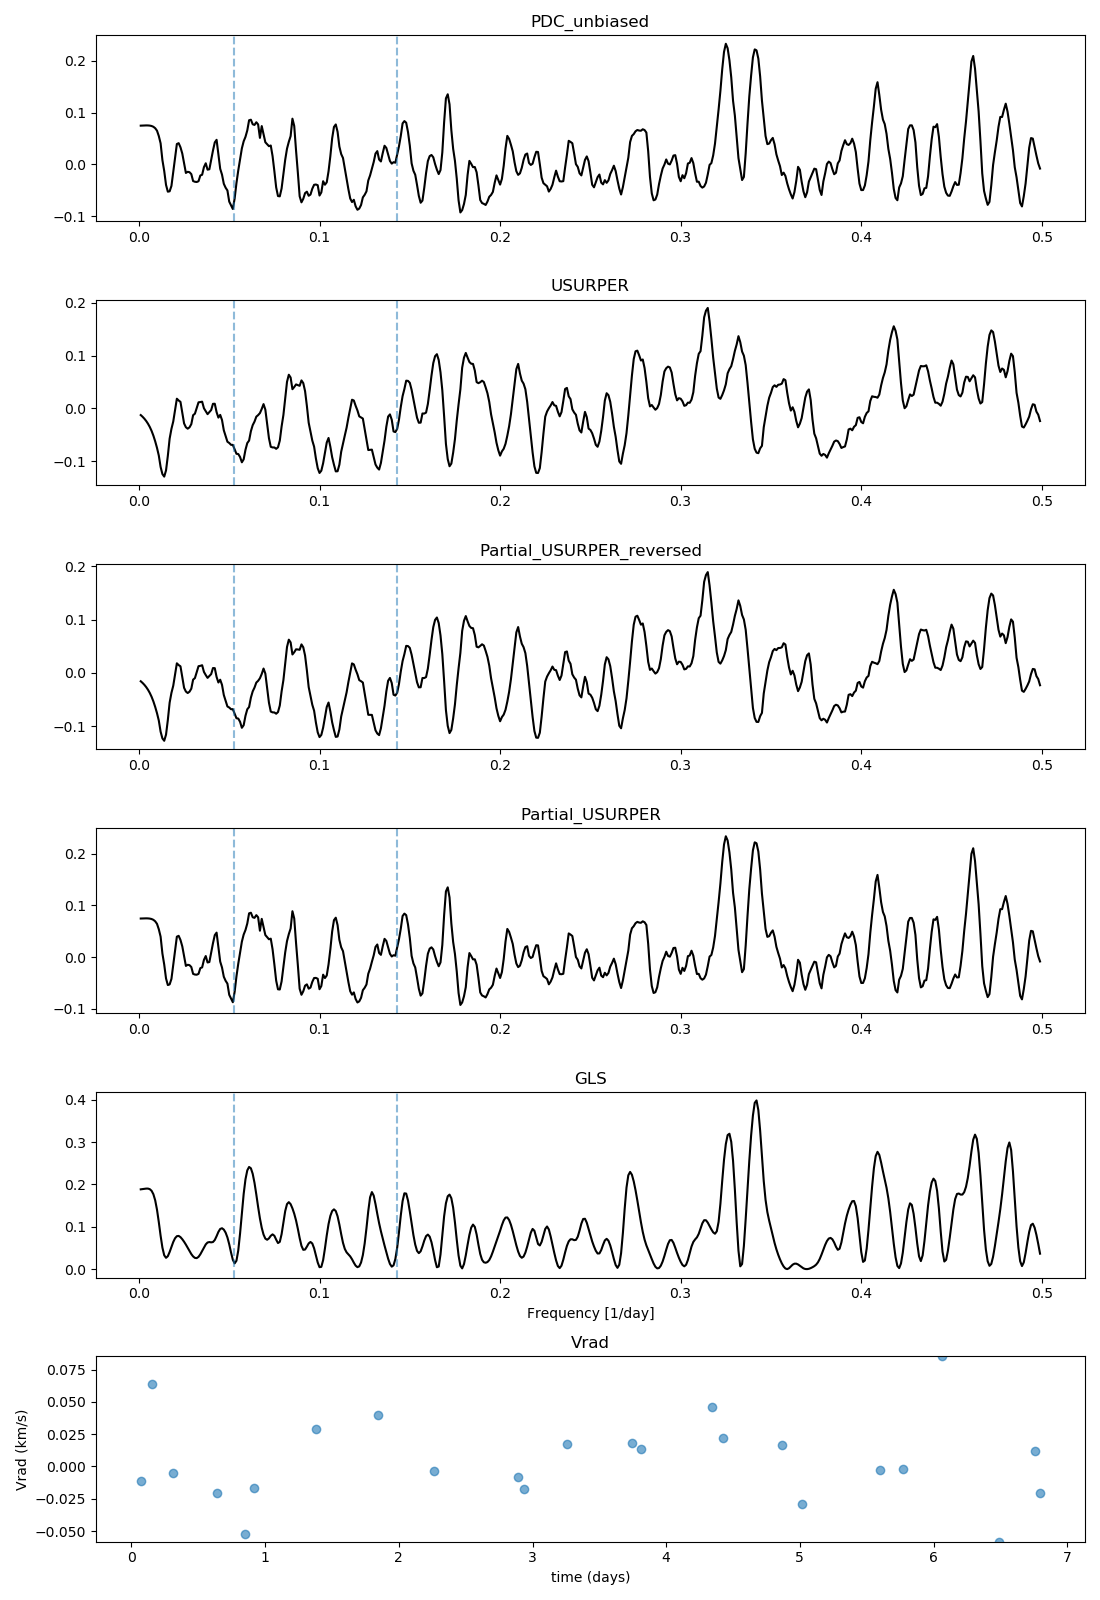 PDC_unbiased
0.2
0.1
0.0
−0.1
0.0 0.1 0.2 0.3 0.4 0.5
USURPER
0.2
0.1
0.0
−0.1
0.0 0.1 0.2 0.3 0.4 0.5
Partial_USURPER_reversed
0.2
0.1
0.0
−0.1
0.0 0.1 0.2 0.3 0.4 0.5
Partial_USURPER
0.2
0.1
0.0
−0.1
0.0 0.1 0.2 0.3 0.4 0.5
GLS
0.4
0.3
0.2
0.1
0.0
0.0 0.1 0.2 0.3 0.4 0.5
Frequency [1/day]
Vrad
Vrad (km/s)
0.075
0.050
0.025
0.000
−0.025
−0.050
0 1 2 3 4 5 6 7
time (days)